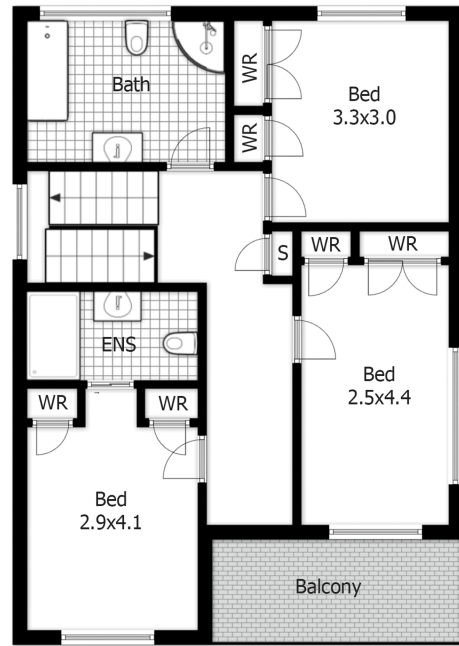 Bath
WR
Bed
3.3x3.0
WR
S
WR
WR
ENS
Bed
2.5x4.4
WR
WR
Bed
2.9x4.1
Balcony